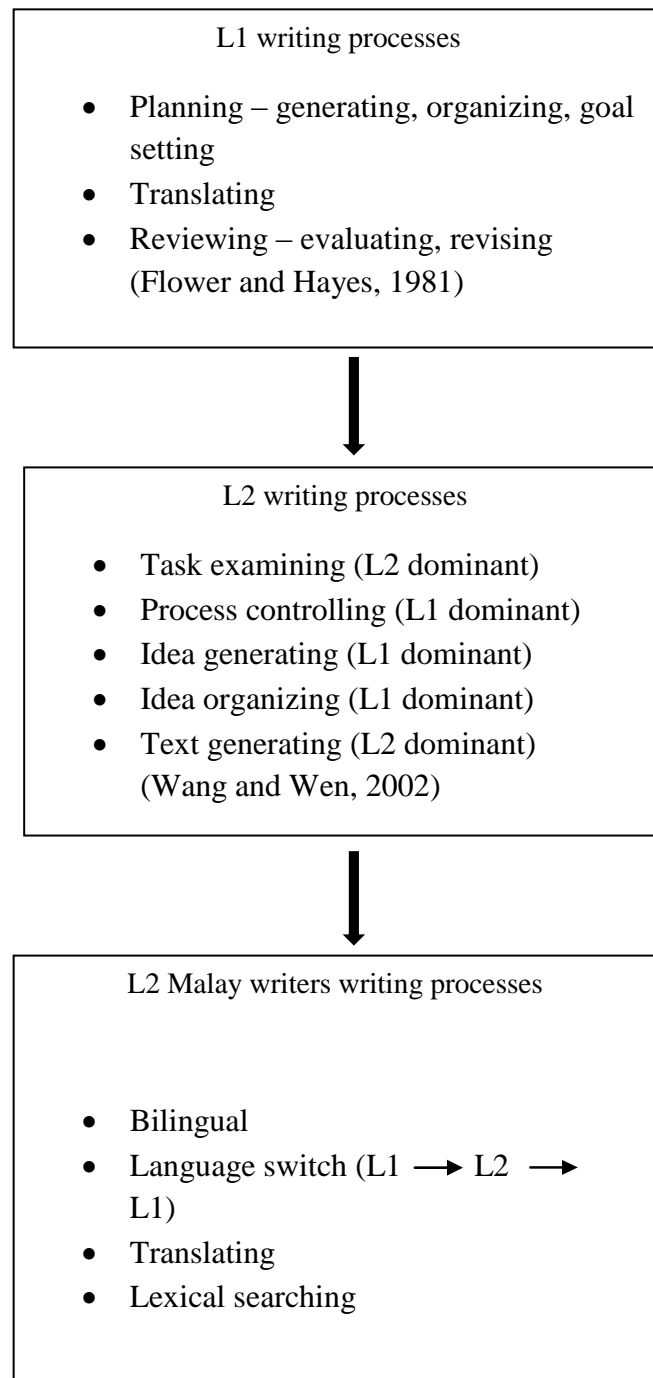 L1 writing processes
• Planning – generating, organizing, goal
setting
• Translating
• Reviewing – evaluating, revising
(Flower and Hayes, 1981)
L2 writing processes
• Task examining (L2 dominant)
• Process controlling (L1 dominant)
• Idea generating (L1 dominant)
• Idea organizing (L1 dominant)
• Text generating (L2 dominant)
(Wang and Wen, 2002)
L2 Malay writers writing processes
• Bilingual
• Language switch (L1 → L2 →
L1)
• Translating
• Lexical searching